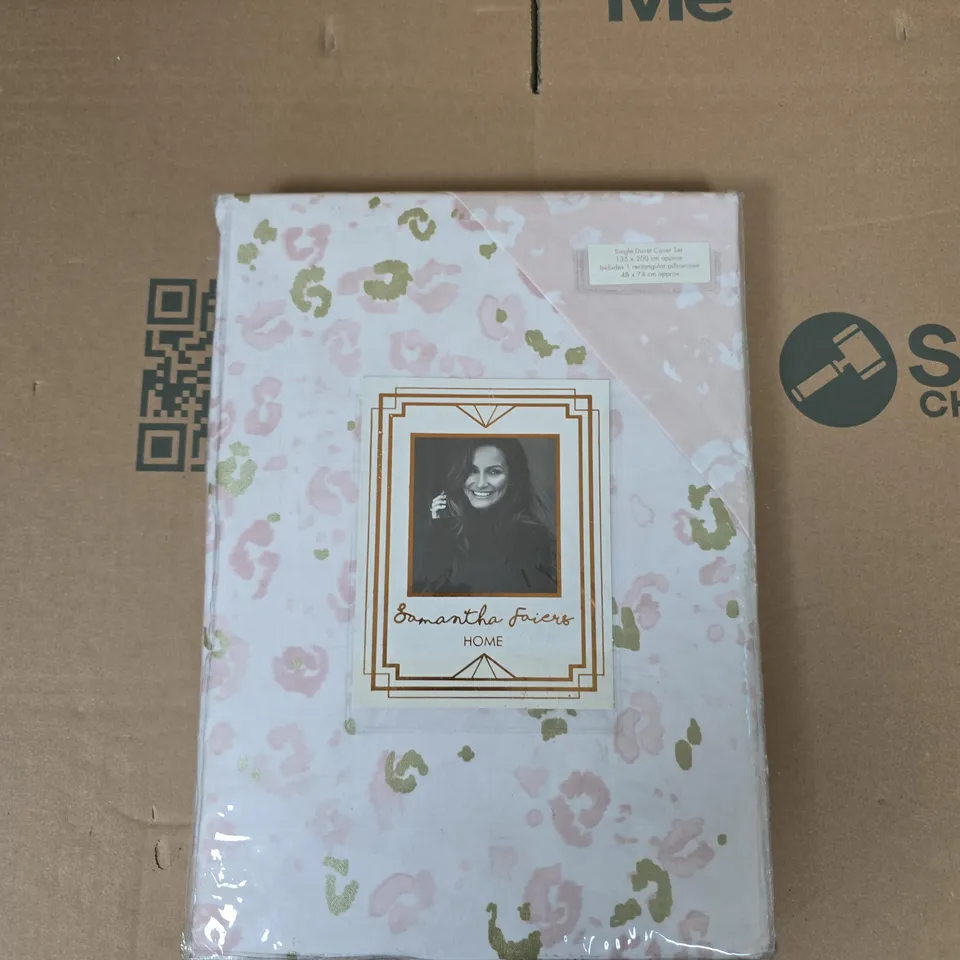 Me
Single Duvet Cover Set
135 x 200 cm approx
Includes 1 rectangular pillowcase
48 x 74 cm approx
S
CH
Samantha Faiers
HOME